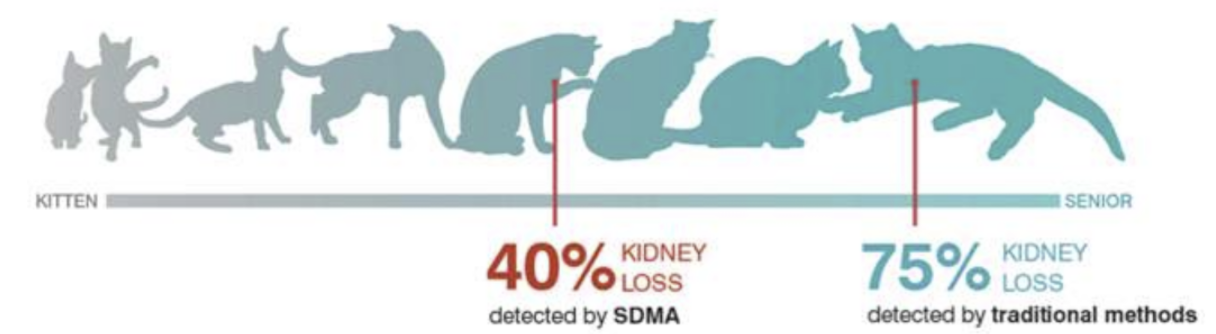 KITTEN
SENIOR
40% KIDNEY LOSS
detected by SDMA
75% KIDNEY LOSS
detected by traditional methods